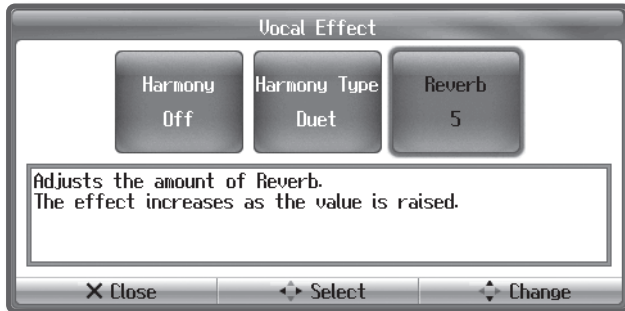 Vocal Effect
Harmony
Off
Harmony Type
Duet
Reverb
5
Adjusts the amount of Reverb.
The effect increases as the value is raised.
Close
Select
Change